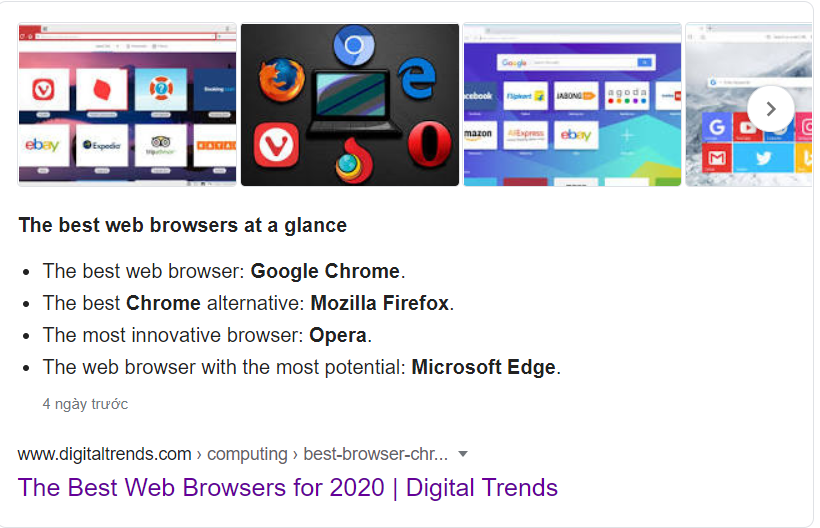 ebay
Expedia
tripadvisor
Google
cebook
Flipkart
JABONG
agoda
mazon
AliExpress
ebay
The best web browsers at a glance
• The best web browser: Google Chrome.
• The best Chrome alternative: Mozilla Firefox.
• The most innovative browser: Opera.
• The web browser with the most potential: Microsoft Edge.
4 ngày trước
www.digitaltrends.com › computing › best-browser-chr...
The Best Web Browsers for 2020 | Digital Trends